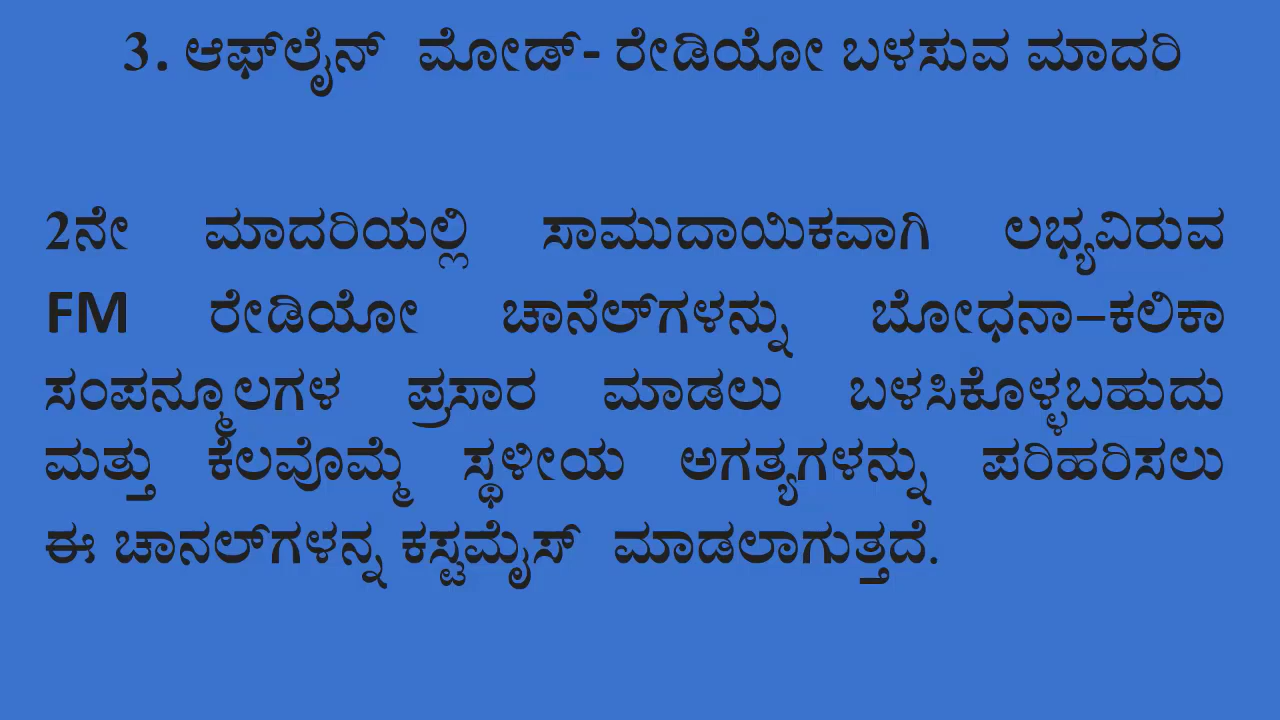 3. ಆಫ್‌ಲೈನ್ ಮೋಡ್- ರೇಡಿಯೋ ಬಳಸುವ ಮಾದರಿ
2ನೇ ಮಾದರಿಯಲ್ಲಿ ಸಾಮುದಾಯಿಕವಾಗಿ ಲಭ್ಯವಿರುವ
FM ರೇಡಿಯೋ ಚಾನೆಲ್‌ಗಳನ್ನು ಬೋಧನಾ–ಕಲಿಕಾ
ಸಂಪನ್ಮೂಲಗಳ ಪ್ರಸಾರ ಮಾಡಲು ಬಳಸಿಕೊಳ್ಳಬಹುದು
ಮತ್ತು ಕೆಲವೊಮ್ಮೆ ಸ್ಥಳೀಯ ಅಗತ್ಯಗಳನ್ನು ಪರಿಹರಿಸಲು
ಈ ಚಾನಲ್‌ಗಳನ್ನ ಕಸ್ಟಮೈಸ್ ಮಾಡಲಾಗುತ್ತದೆ.